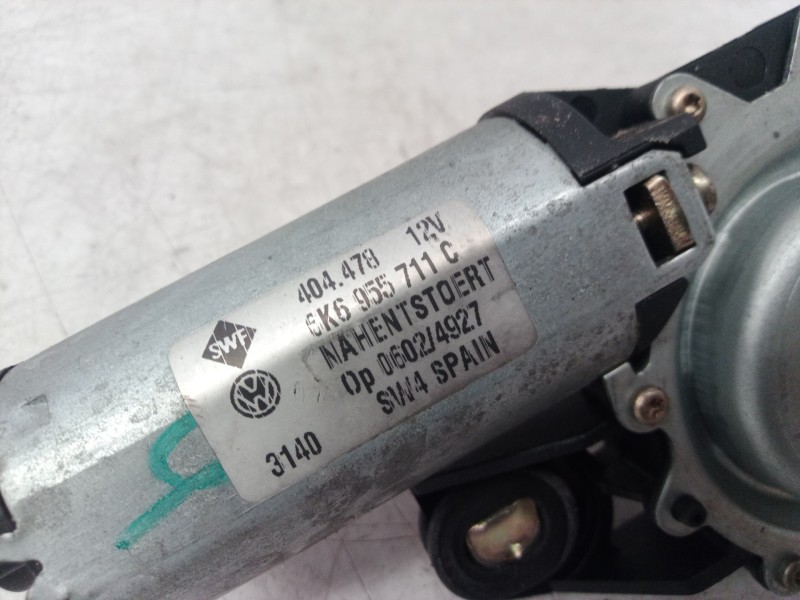 404.478 12V
6K6 955 711 C
NAHENTSTOERT
Op 0602/4927
SW4 SPAIN
SWF
3140